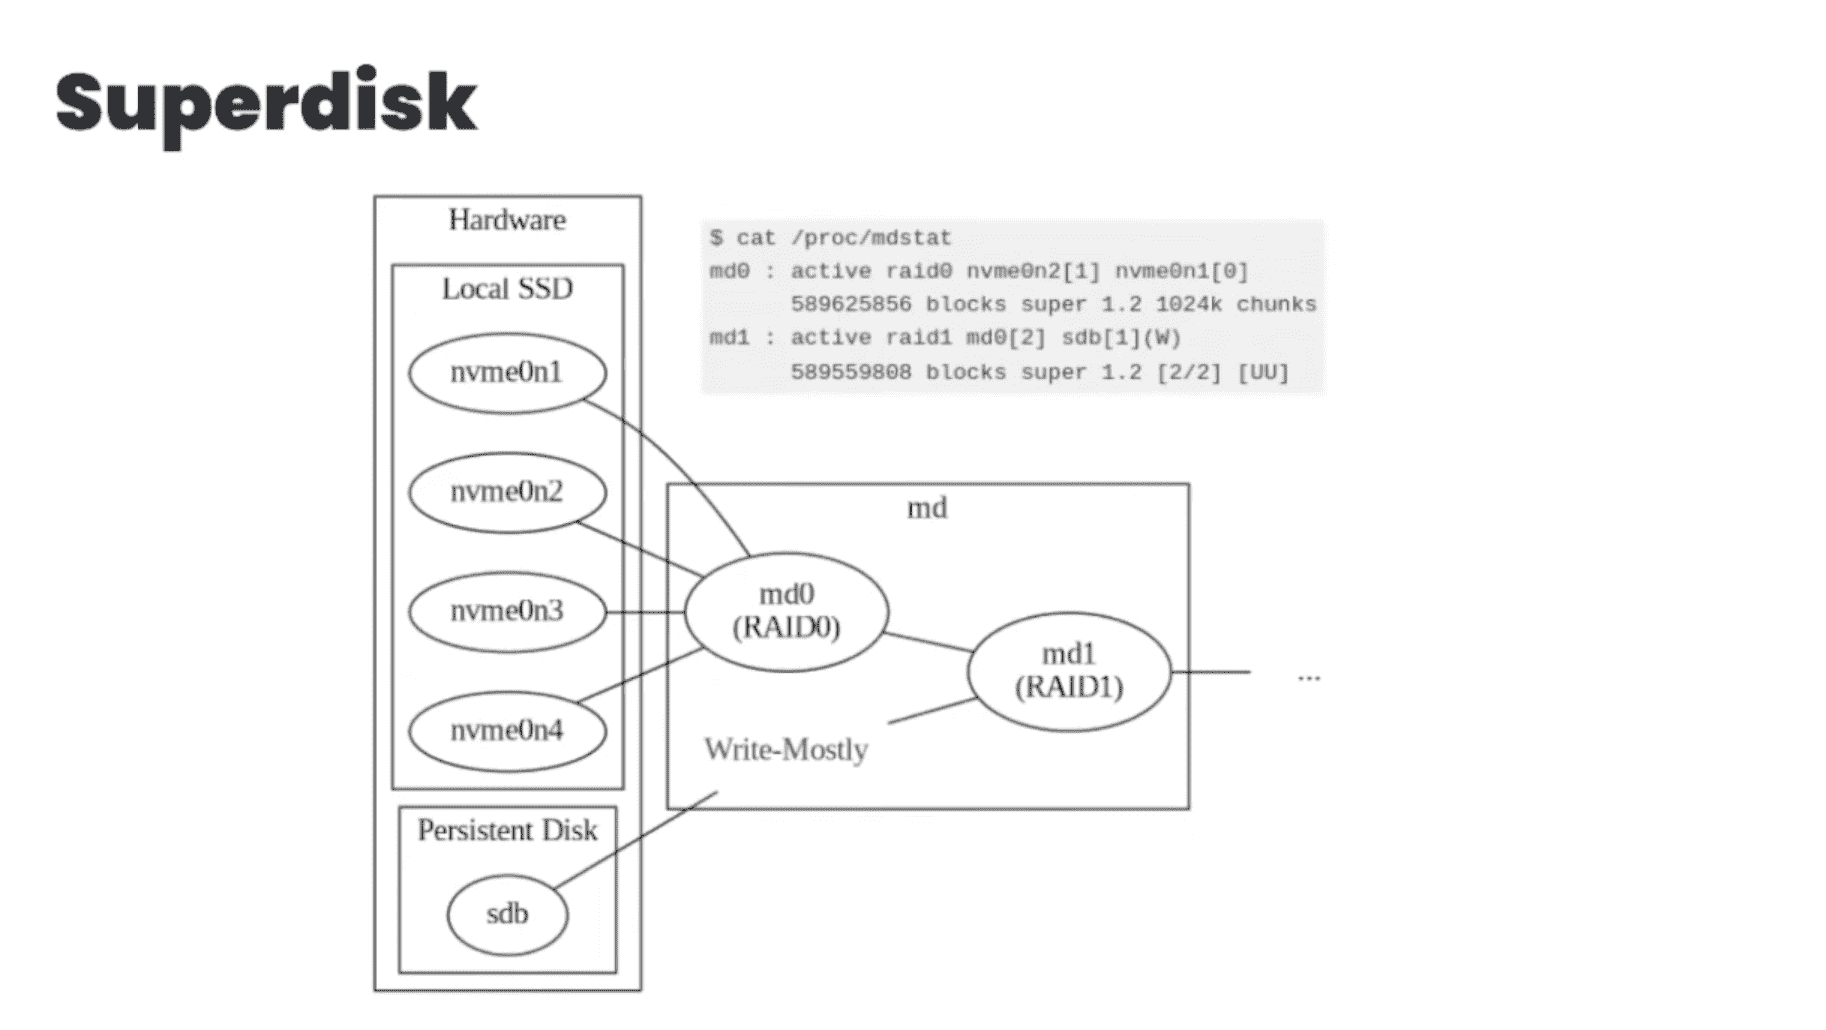 Superdisk
Hardware
Local SSD
nvme0n1
nvme0n2
nvme0n3
nvme0n4
Persistent Disk
sdb
$ cat /proc/mdstat
md0 : active raid0 nvme0n2[1] nvme0n1[0]
589625856 blocks super 1.2 1024k chunks
md1 : active raid1 md0[2] sdb[1](W)
589559808 blocks super 1.2 [2/2] [UU]
md
md0
(RAID0)
md1
(RAID1)
Write-Mostly
...